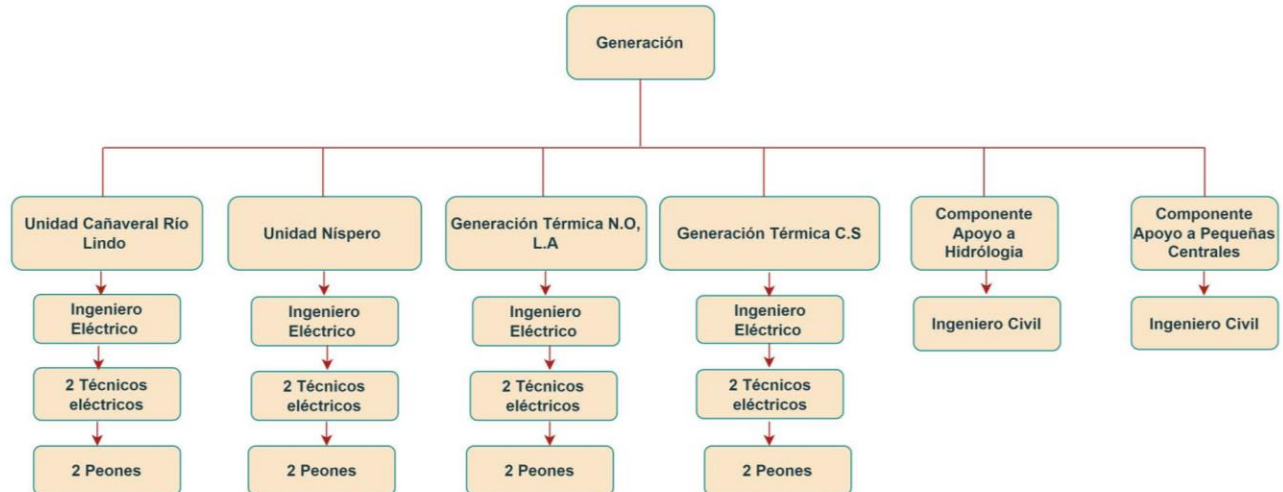 Generación
Unidad Cañaveral Río
Lindo
Unidad Níspero
Generación Térmica N.O,
L.A
Generación Térmica C.S
Componente
Apoyo a
Hidrólogia
Componente
Apoyo a Pequeñas
Centrales
Ingeniero
Eléctrico
Ingeniero
Eléctrico
Ingeniero
Eléctrico
Ingeniero
Eléctrico
Ingeniero Civil
Ingeniero Civil
2 Técnicos
eléctricos
2 Técnicos
eléctricos
2 Técnicos
eléctricos
2 Técnicos
eléctricos
2 Peones
2 Peones
2 Peones
2 Peones